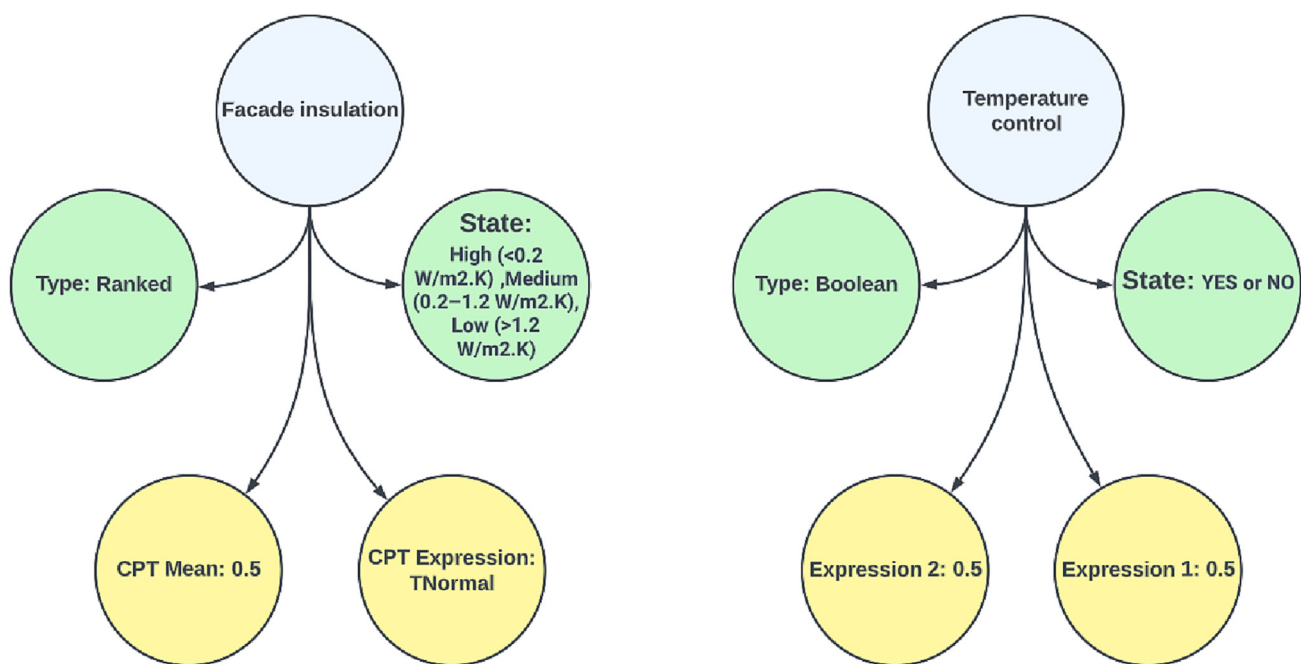 Facade insulation
Temperature
control
Type: Ranked
State:
High (<0.2
W/m2.K) ,Medium
(0.2–1.2 W/m2.K),
Low (>1.2
W/m2.K)
Type: Boolean
State: YES or NO
CPT Mean: 0.5
CPT Expression:
TNormal
Expression 2: 0.5
Expression 1: 0.5